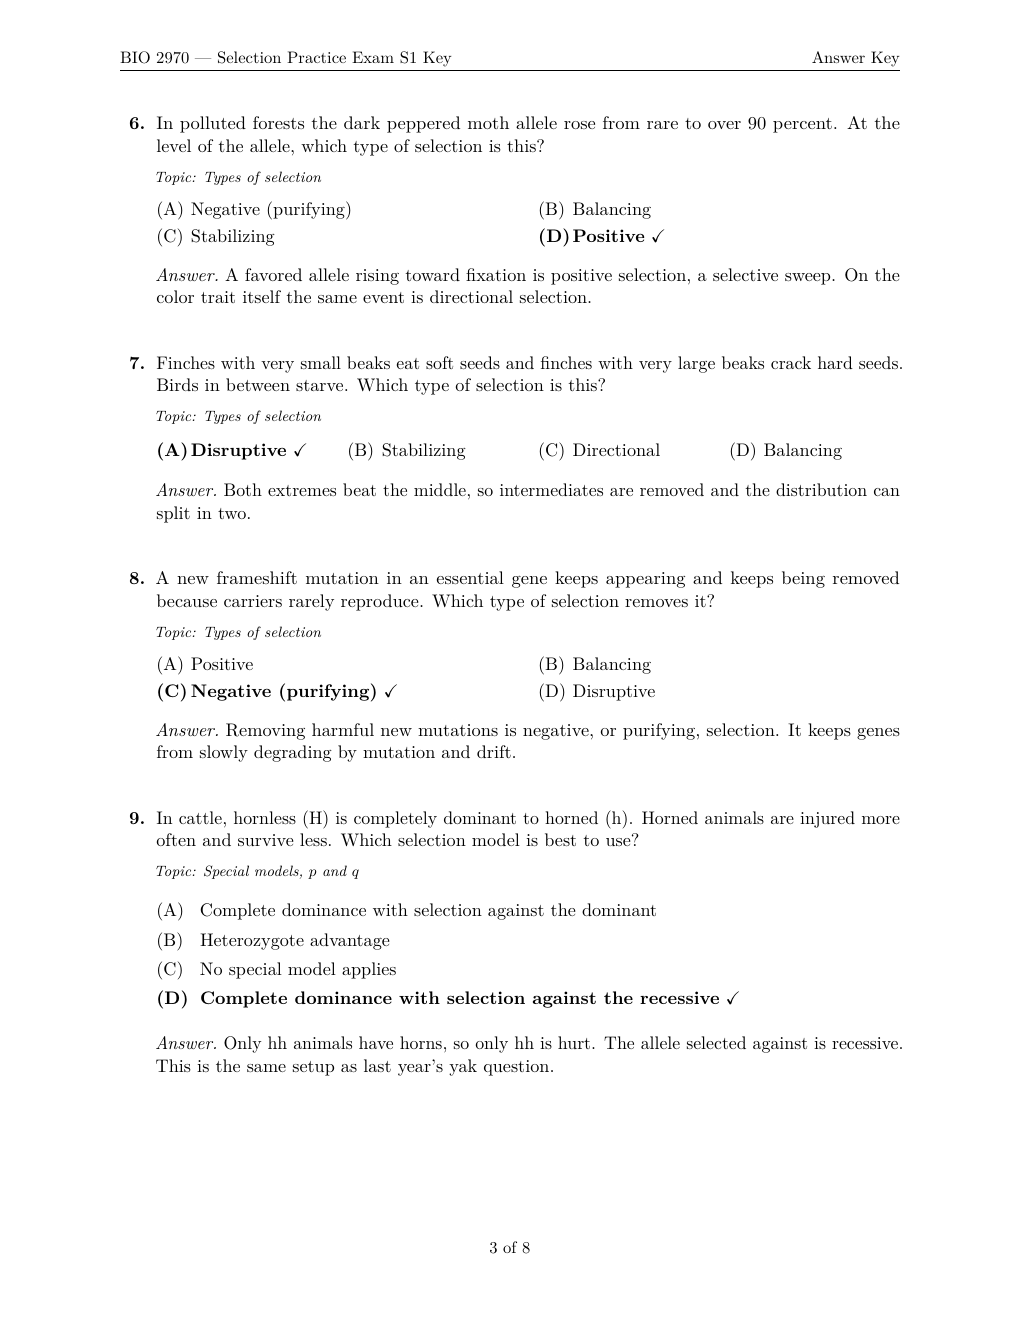 BIO 2970 — Selection Practice Exam S1 Key Answer Key
6. In polluted forests the dark peppered moth allele rose from rare to over 90 percent. At the
level of the allele, which type of selection is this?
Topic: Types of selection
(A) Negative (purifying) (B) Balancing
(C) Stabilizing (D) Positive ✓
Answer. A favored allele rising toward fixation is positive selection, a selective sweep. On the
color trait itself the same event is directional selection.
7. Finches with very small beaks eat soft seeds and finches with very large beaks crack hard seeds.
Birds in between starve. Which type of selection is this?
Topic: Types of selection
(A) Disruptive ✓ (B) Stabilizing (C) Directional (D) Balancing
Answer. Both extremes beat the middle, so intermediates are removed and the distribution can
split in two.
8. A new frameshift mutation in an essential gene keeps appearing and keeps being removed
because carriers rarely reproduce. Which type of selection removes it?
Topic: Types of selection
(A) Positive (B) Balancing
(C) Negative (purifying) ✓ (D) Disruptive
Answer. Removing harmful new mutations is negative, or purifying, selection. It keeps genes
from slowly degrading by mutation and drift.
9. In cattle, hornless (H) is completely dominant to horned (h). Horned animals are injured more
often and survive less. Which selection model is best to use?
Topic: Special models, p and q
(A) Complete dominance with selection against the dominant
(B) Heterozygote advantage
(C) No special model applies
(D) Complete dominance with selection against the recessive ✓
Answer. Only hh animals have horns, so only hh is hurt. The allele selected against is recessive.
This is the same setup as last year's yak question.
3 of 8